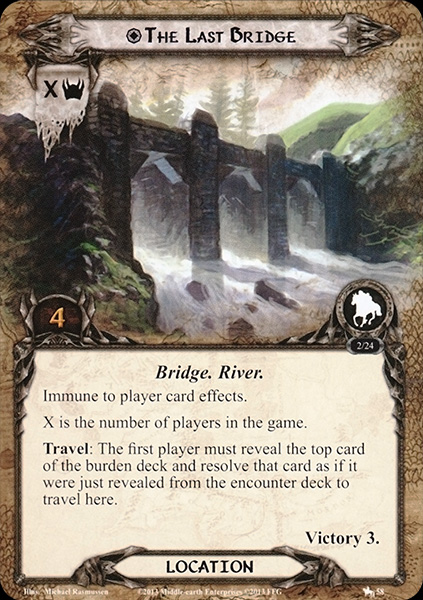 The Last Bridge
X
4
2/24
Bridge. River.
Immune to player card effects.
X is the number of players in the game.
Travel: The first player must reveal the top card
of the burden deck and resolve that card as if it
were just revealed from the encounter deck to
travel here.
Victory 3.
LOCATION
Illus. Michael Rasmussen ©2013 Middle-earth Enterprises ©2013 FFG 58